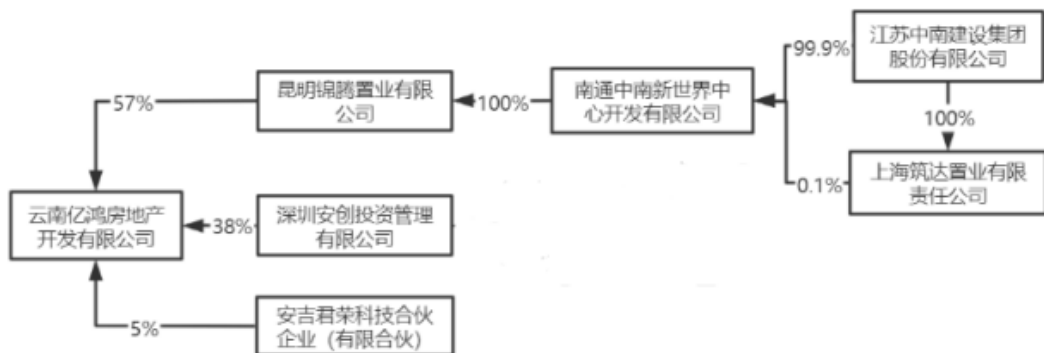 江苏中南建设集团
股份有限公司
99.9%
昆明锦腾置业有限
公司
南通中南新世界中
心开发有限公司
57%
100%
100%
上海筑达置业有限
责任公司
0.1%
云南亿鸿房地产
开发有限公司
38%
深圳安创投资管理
有限公司
安吉君荣科技合伙
企业（有限合伙）
5%